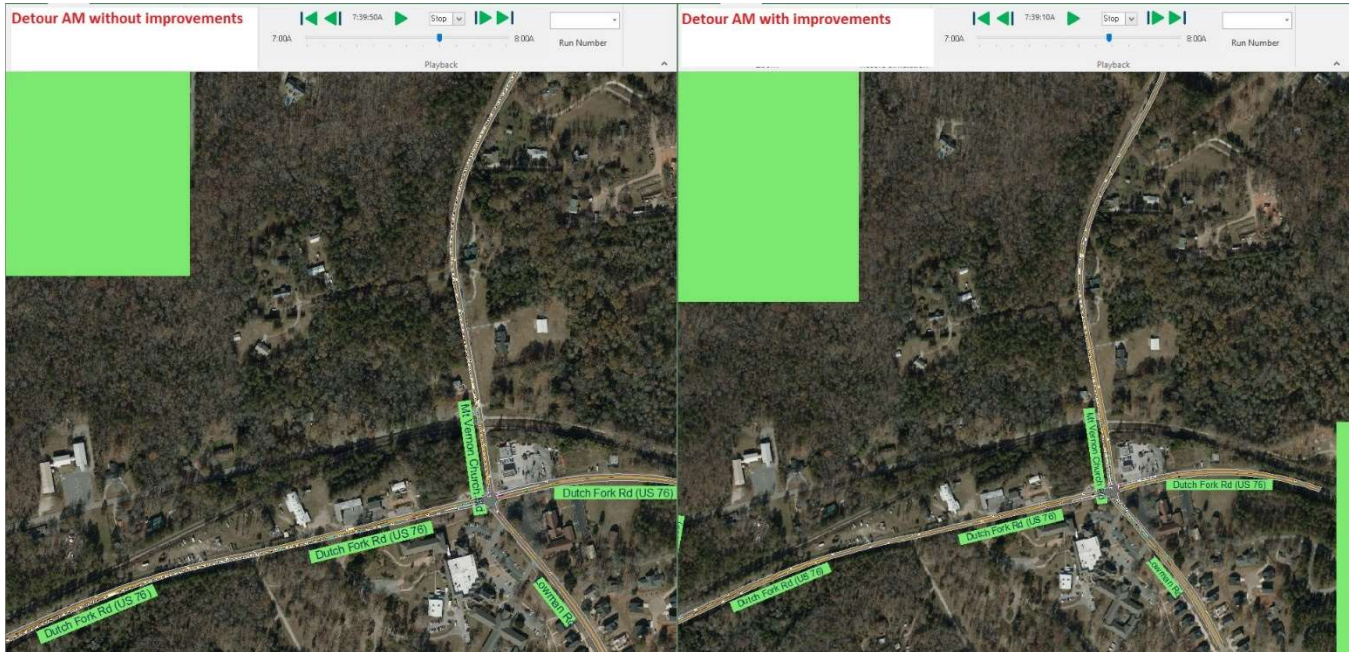 Detour AM without improvements
7:39:50A
Stop
7:00A
8:00A
Run Number
Playback
Mt Vernon Church Rd
Dutch Fork Rd (US 76)
Dutch Fork Rd (US 76)
Dutch Fork Rd (US 76)
Lowman R
Detour AM with improvements
7:39:10A
Stop
7:00A
8:00A
Run Number
Playback
Mt Vernon Church Rd
Dutch Fork Rd (US 76)
Dutch Fork Rd (US 76)
Dutch Fork Rd (US 76)
Lowman R